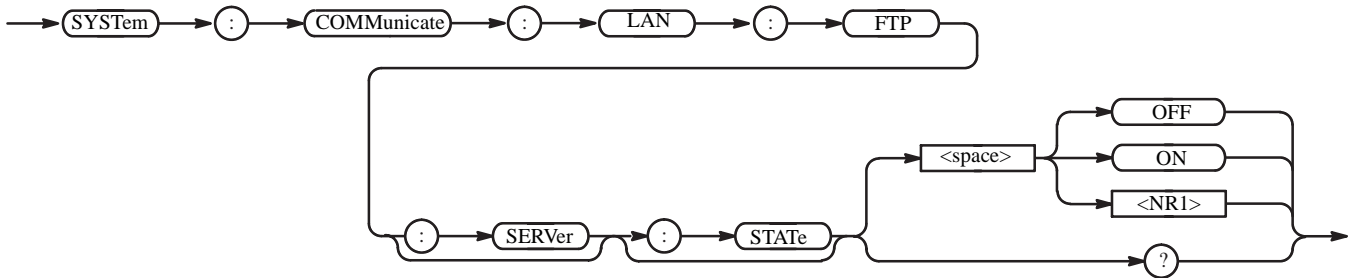 SYSTem : COMMunicate : LAN : FTP
OFF
<space> ON
<NR1>
: SERVer : STATe
?